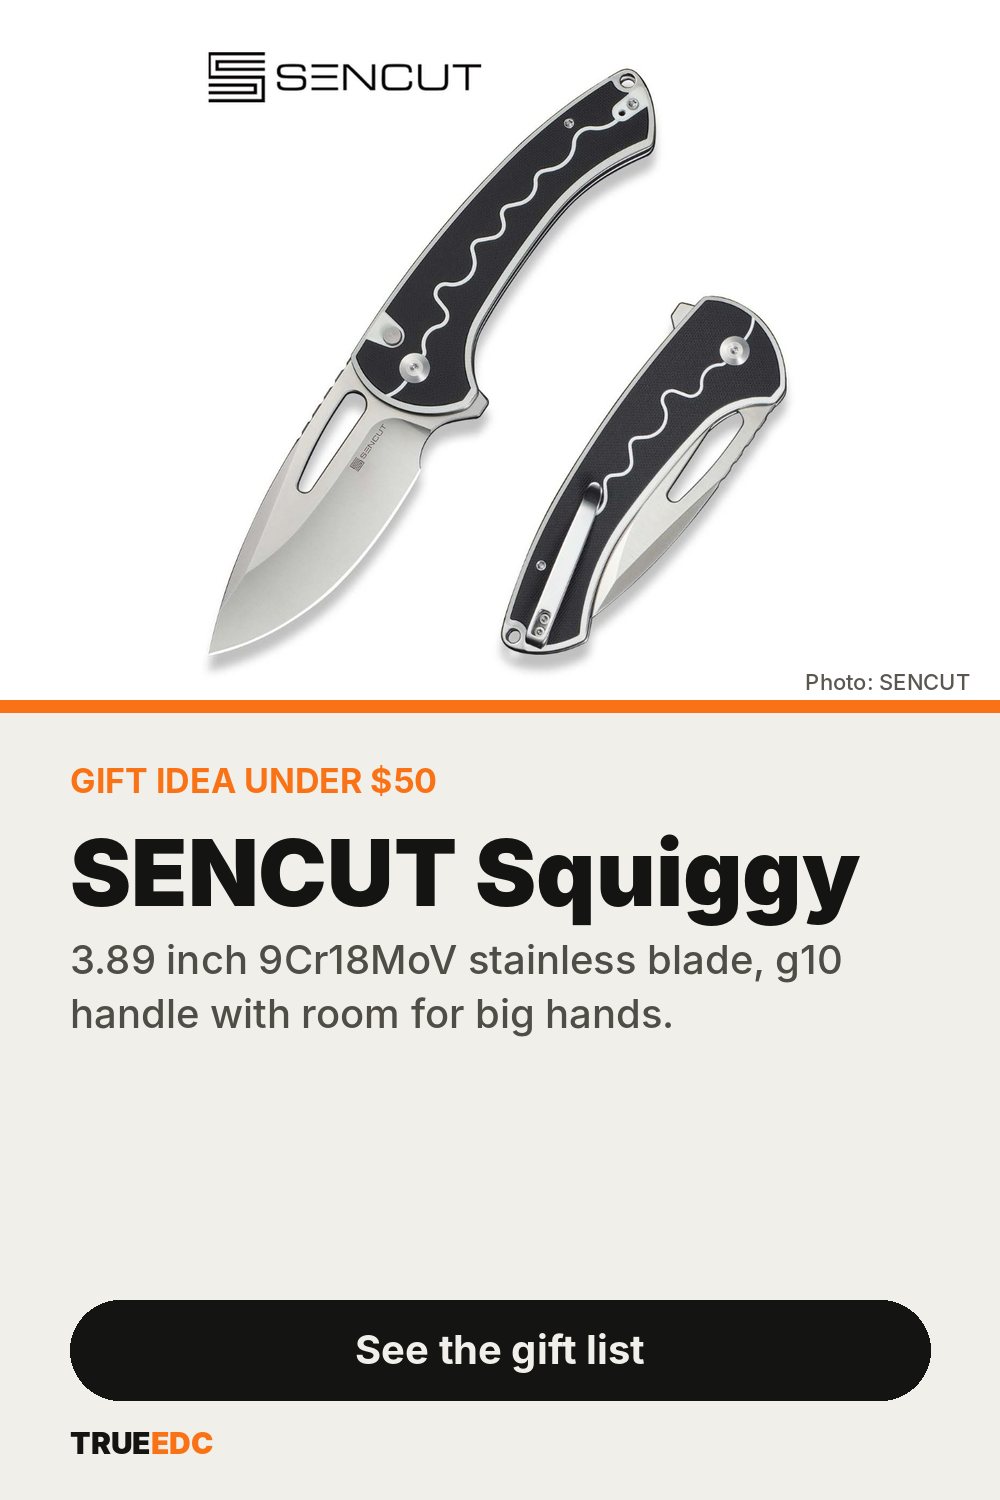 SENCUT
SENCUT
Photo: SENCUT
GIFT IDEA UNDER $50
SENCUT Squiggy
3.89 inch 9Cr18MoV stainless blade, g10
handle with room for big hands.
See the gift list
TRUEEDC